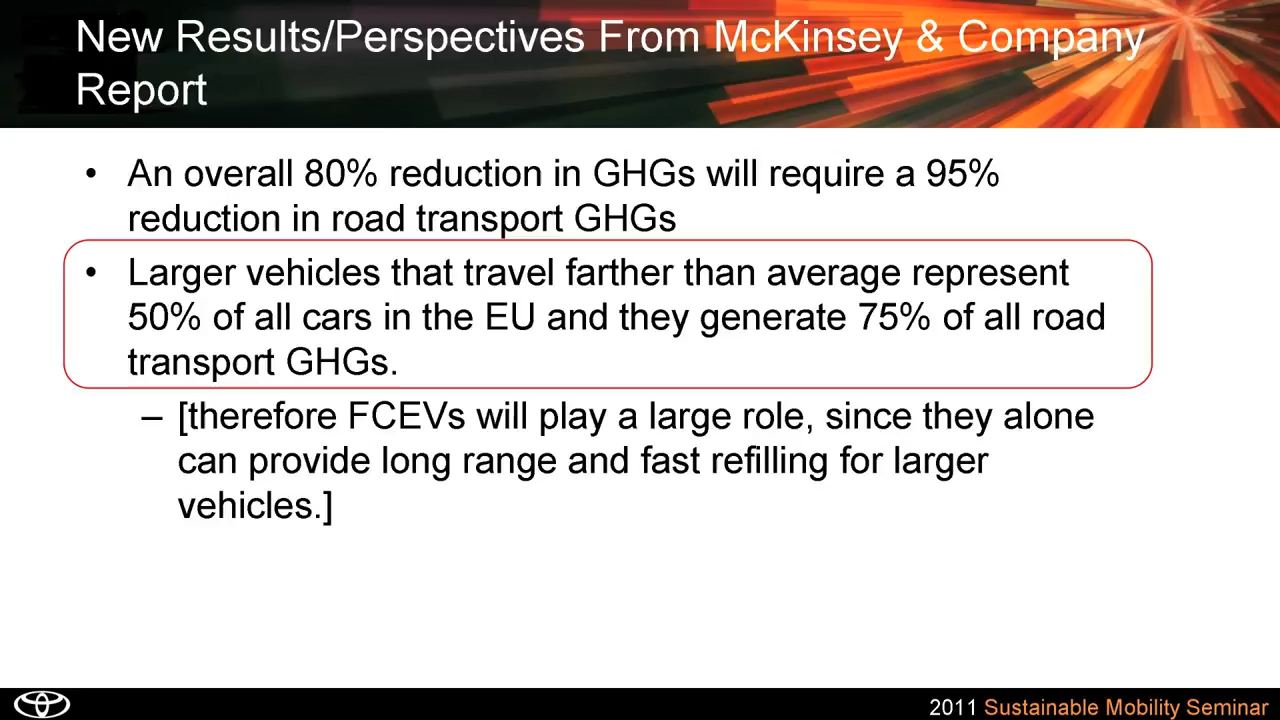 New Results/Perspectives From McKinsey & Company
Report
• An overall 80% reduction in GHGs will require a 95%
reduction in road transport GHGs
• Larger vehicles that travel farther than average represent
50% of all cars in the EU and they generate 75% of all road
transport GHGs.
– [therefore FCEVs will play a large role, since they alone
can provide long range and fast refilling for larger
vehicles.]
2011 Sustainable Mobility Seminar